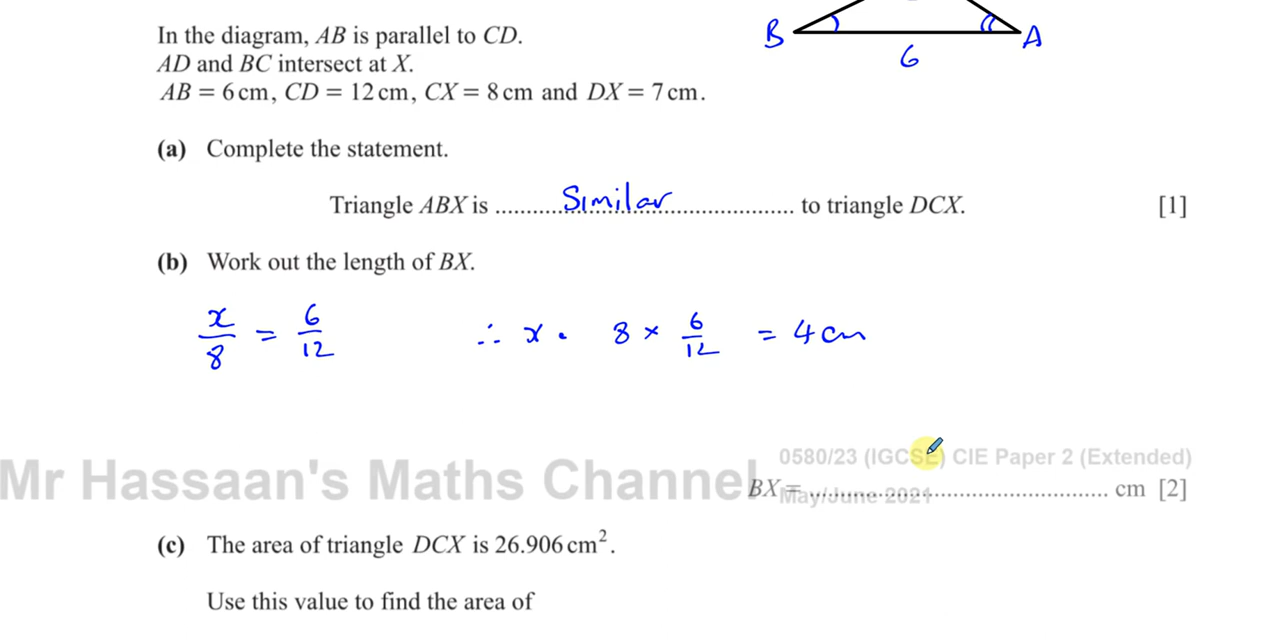 In the diagram, AB is parallel to CD.
B A
AD and BC intersect at X.
6
AB = 6 cm, CD = 12 cm, CX = 8 cm and DX = 7 cm.
(a) Complete the statement.
Triangle ABX is .......... Similar .......... to triangle DCX. [1]
(b) Work out the length of BX.
x/8 = 6/12 ∴ x = 8 × 6/12 = 4cm
0580/23 (IGCSE) CIE Paper 2 (Extended)
Mr Hassaan's Maths Channel
BX = .......... cm [2]
May/June 2021
(c) The area of triangle DCX is 26.906 cm².
Use this value to find the area of